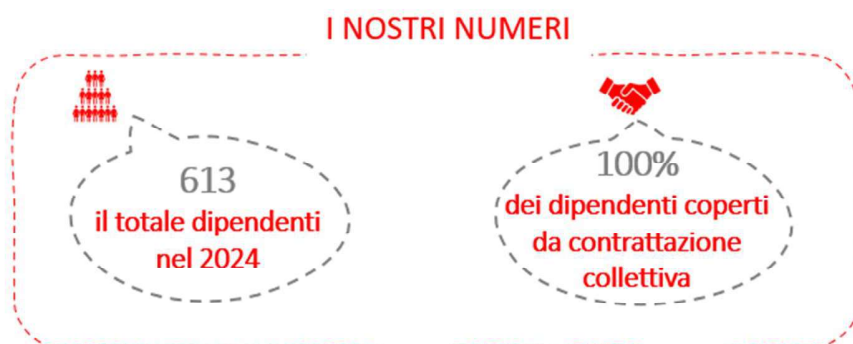 I NOSTRI NUMERI
613
il totale dipendenti
nel 2024
100%
dei dipendenti coperti
da contrattazione
collettiva